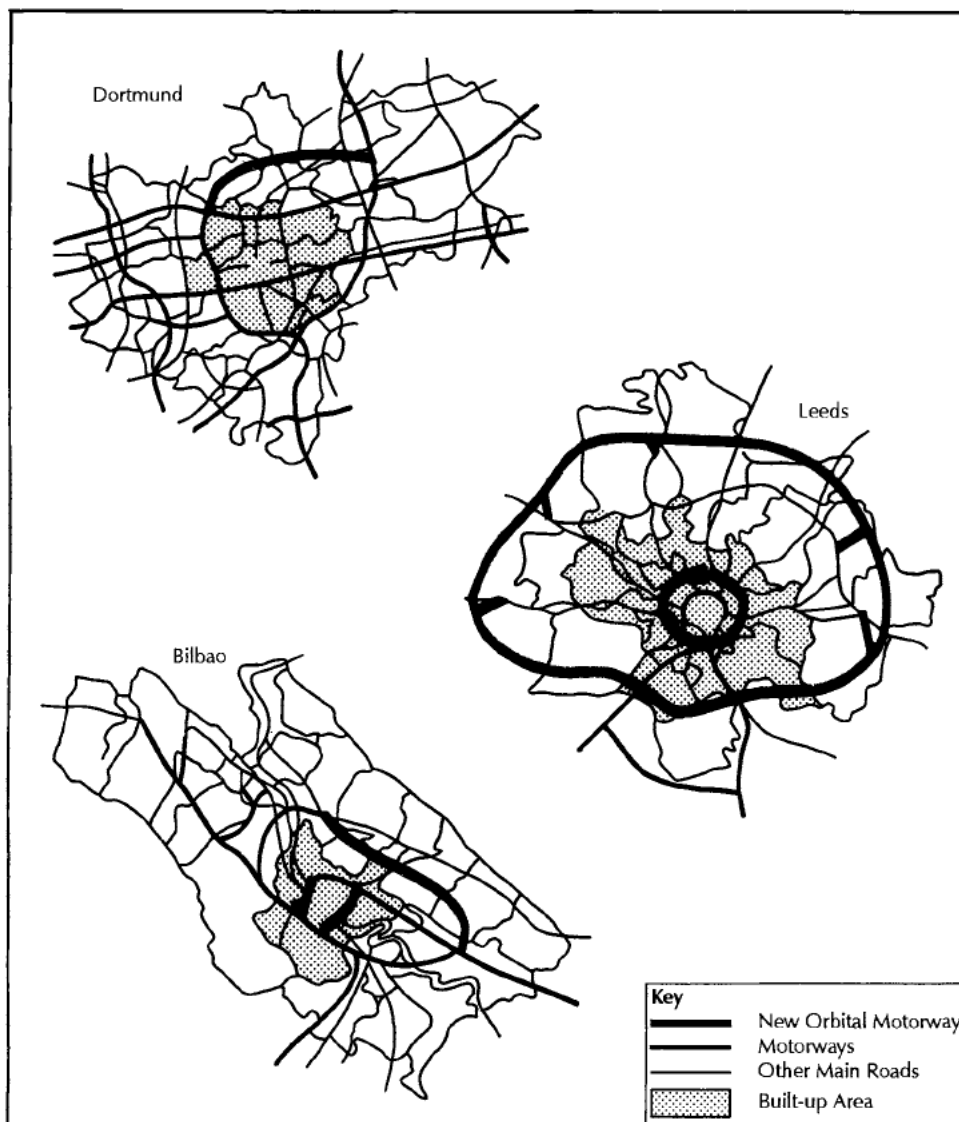 Dortmund
Leeds
Bilbao
Key
New Orbital Motorway
Motorways
Other Main Roads
Built-up Area